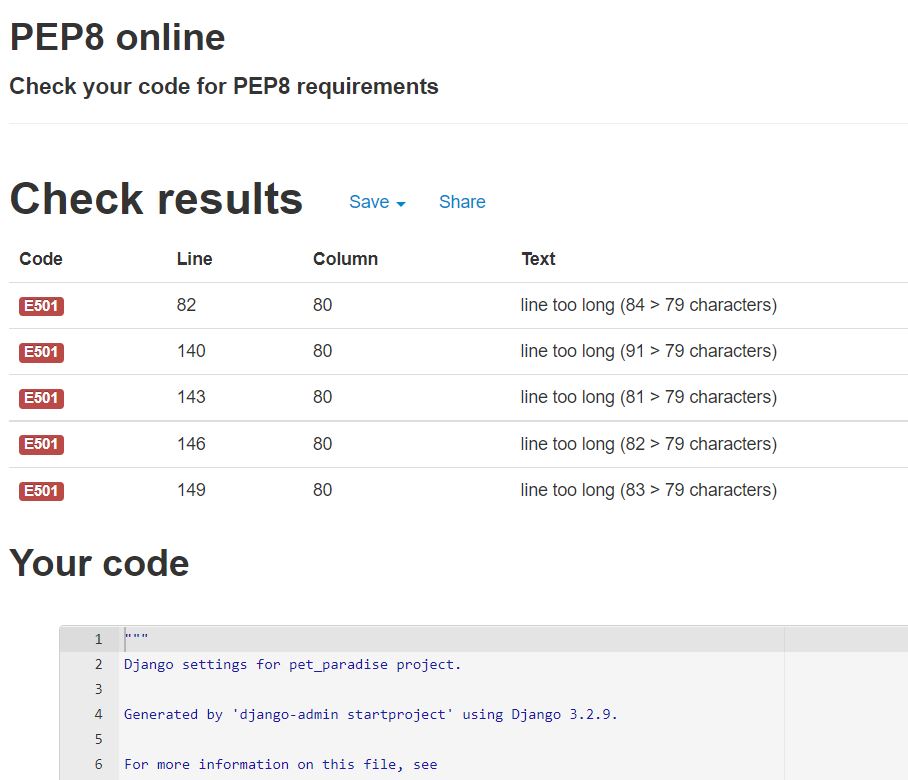 PEP8 online
Check your code for PEP8 requirements
Check results Save Share
Code Line Column Text
E501 82 80 line too long (84 > 79 characters)
E501 140 80 line too long (91 > 79 characters)
E501 143 80 line too long (81 > 79 characters)
E501 146 80 line too long (82 > 79 characters)
E501 149 80 line too long (83 > 79 characters)
Your code
1 """
2 Django settings for pet_paradise project.
3
4 Generated by 'django-admin startproject' using Django 3.2.9.
5
6 For more information on this file, see